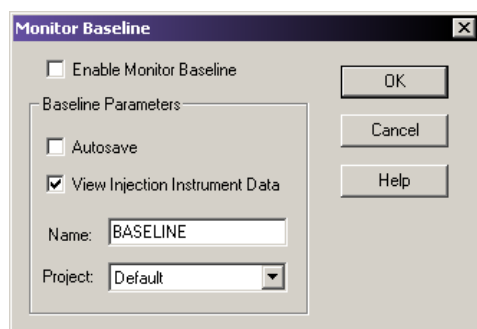 Monitor Baseline
Enable Monitor Baseline
OK
Baseline Parameters
Cancel
Autosave
View Injection Instrument Data
Help
Name: BASELINE
Project: Default